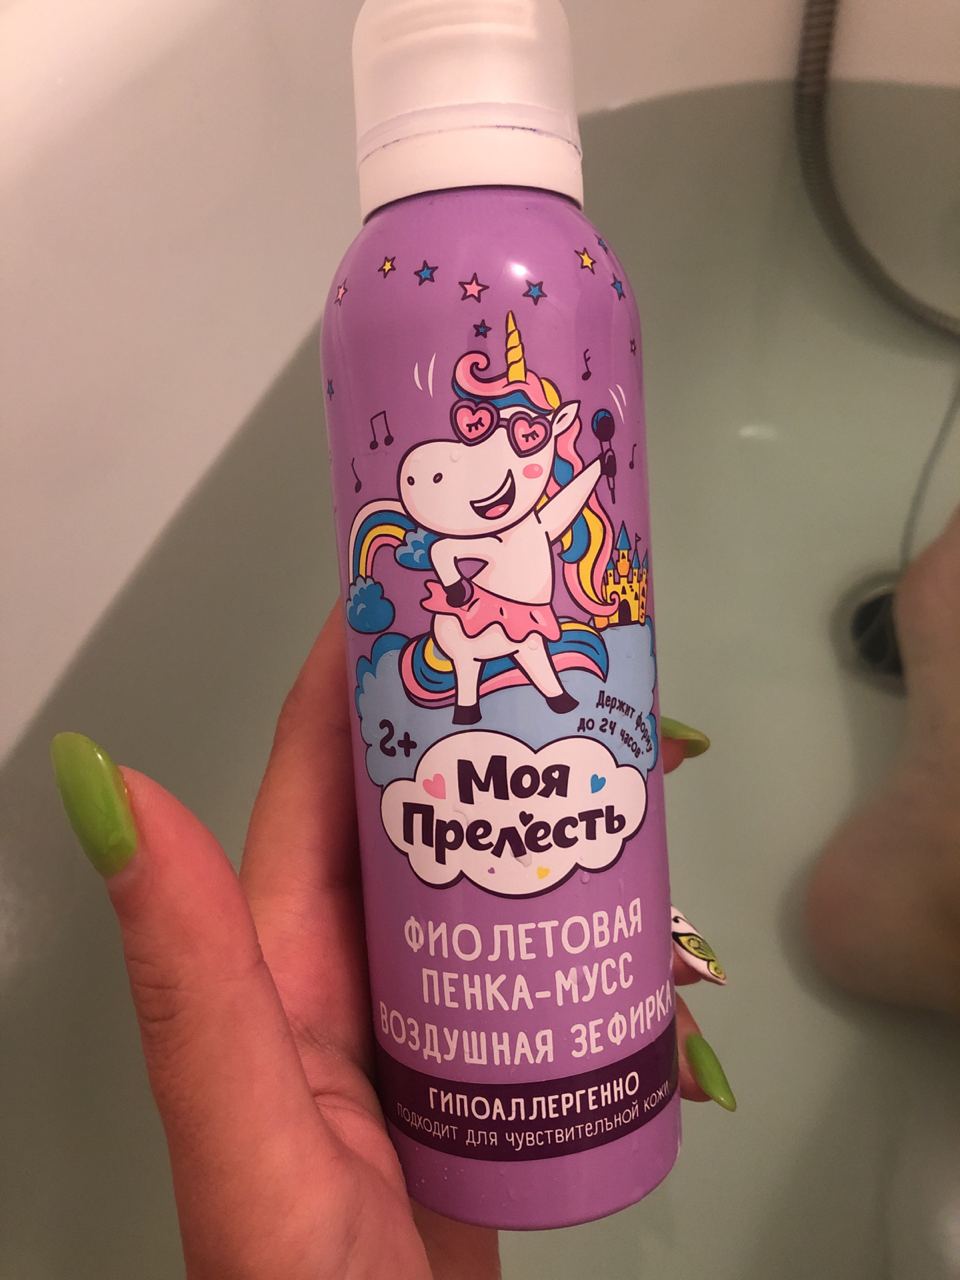 Держит форму
до 24 часов*
2+
Моя
Прелесть
ФИОЛЕТОВАЯ
ПЕНКА-МУСС
ВОЗДУШНАЯ ЗЕФИРКА
ГИПОАЛЛЕРГЕННО
подходит для чувствительной кожи